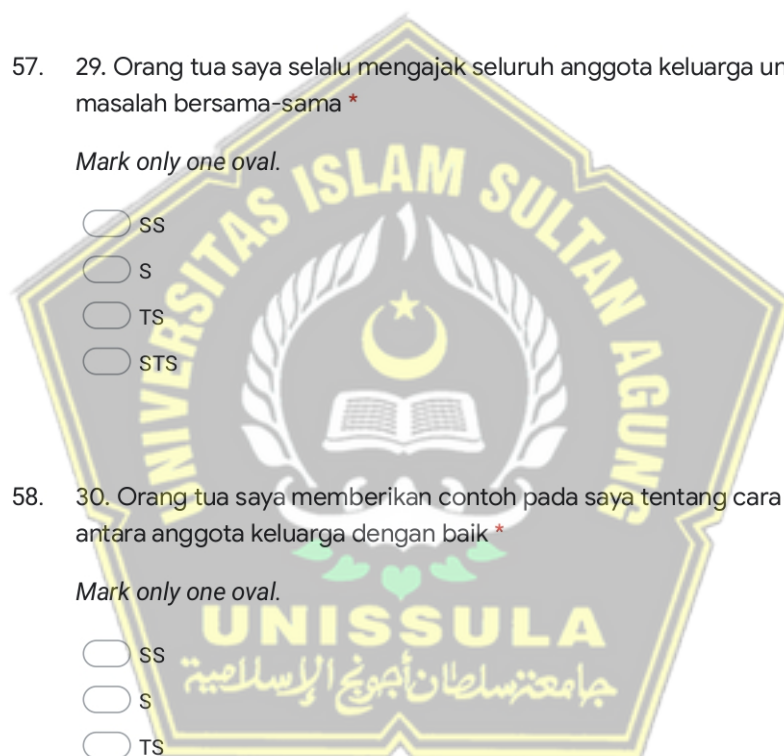 57. 29. Orang tua saya selalu mengajak seluruh anggota keluarga
masalah bersama-sama *
Mark only one oval.
SS
S
TS
STS
UNIVERSITAS ISLAM SULTAN AGUNG
58. 30. Orang tua saya memberikan contoh pada saya tentang cara
antara anggota keluarga dengan baik *
Mark only one oval.
UNISSULA
SS
جامعة سلطان أجونج الإسلامية
S
TS